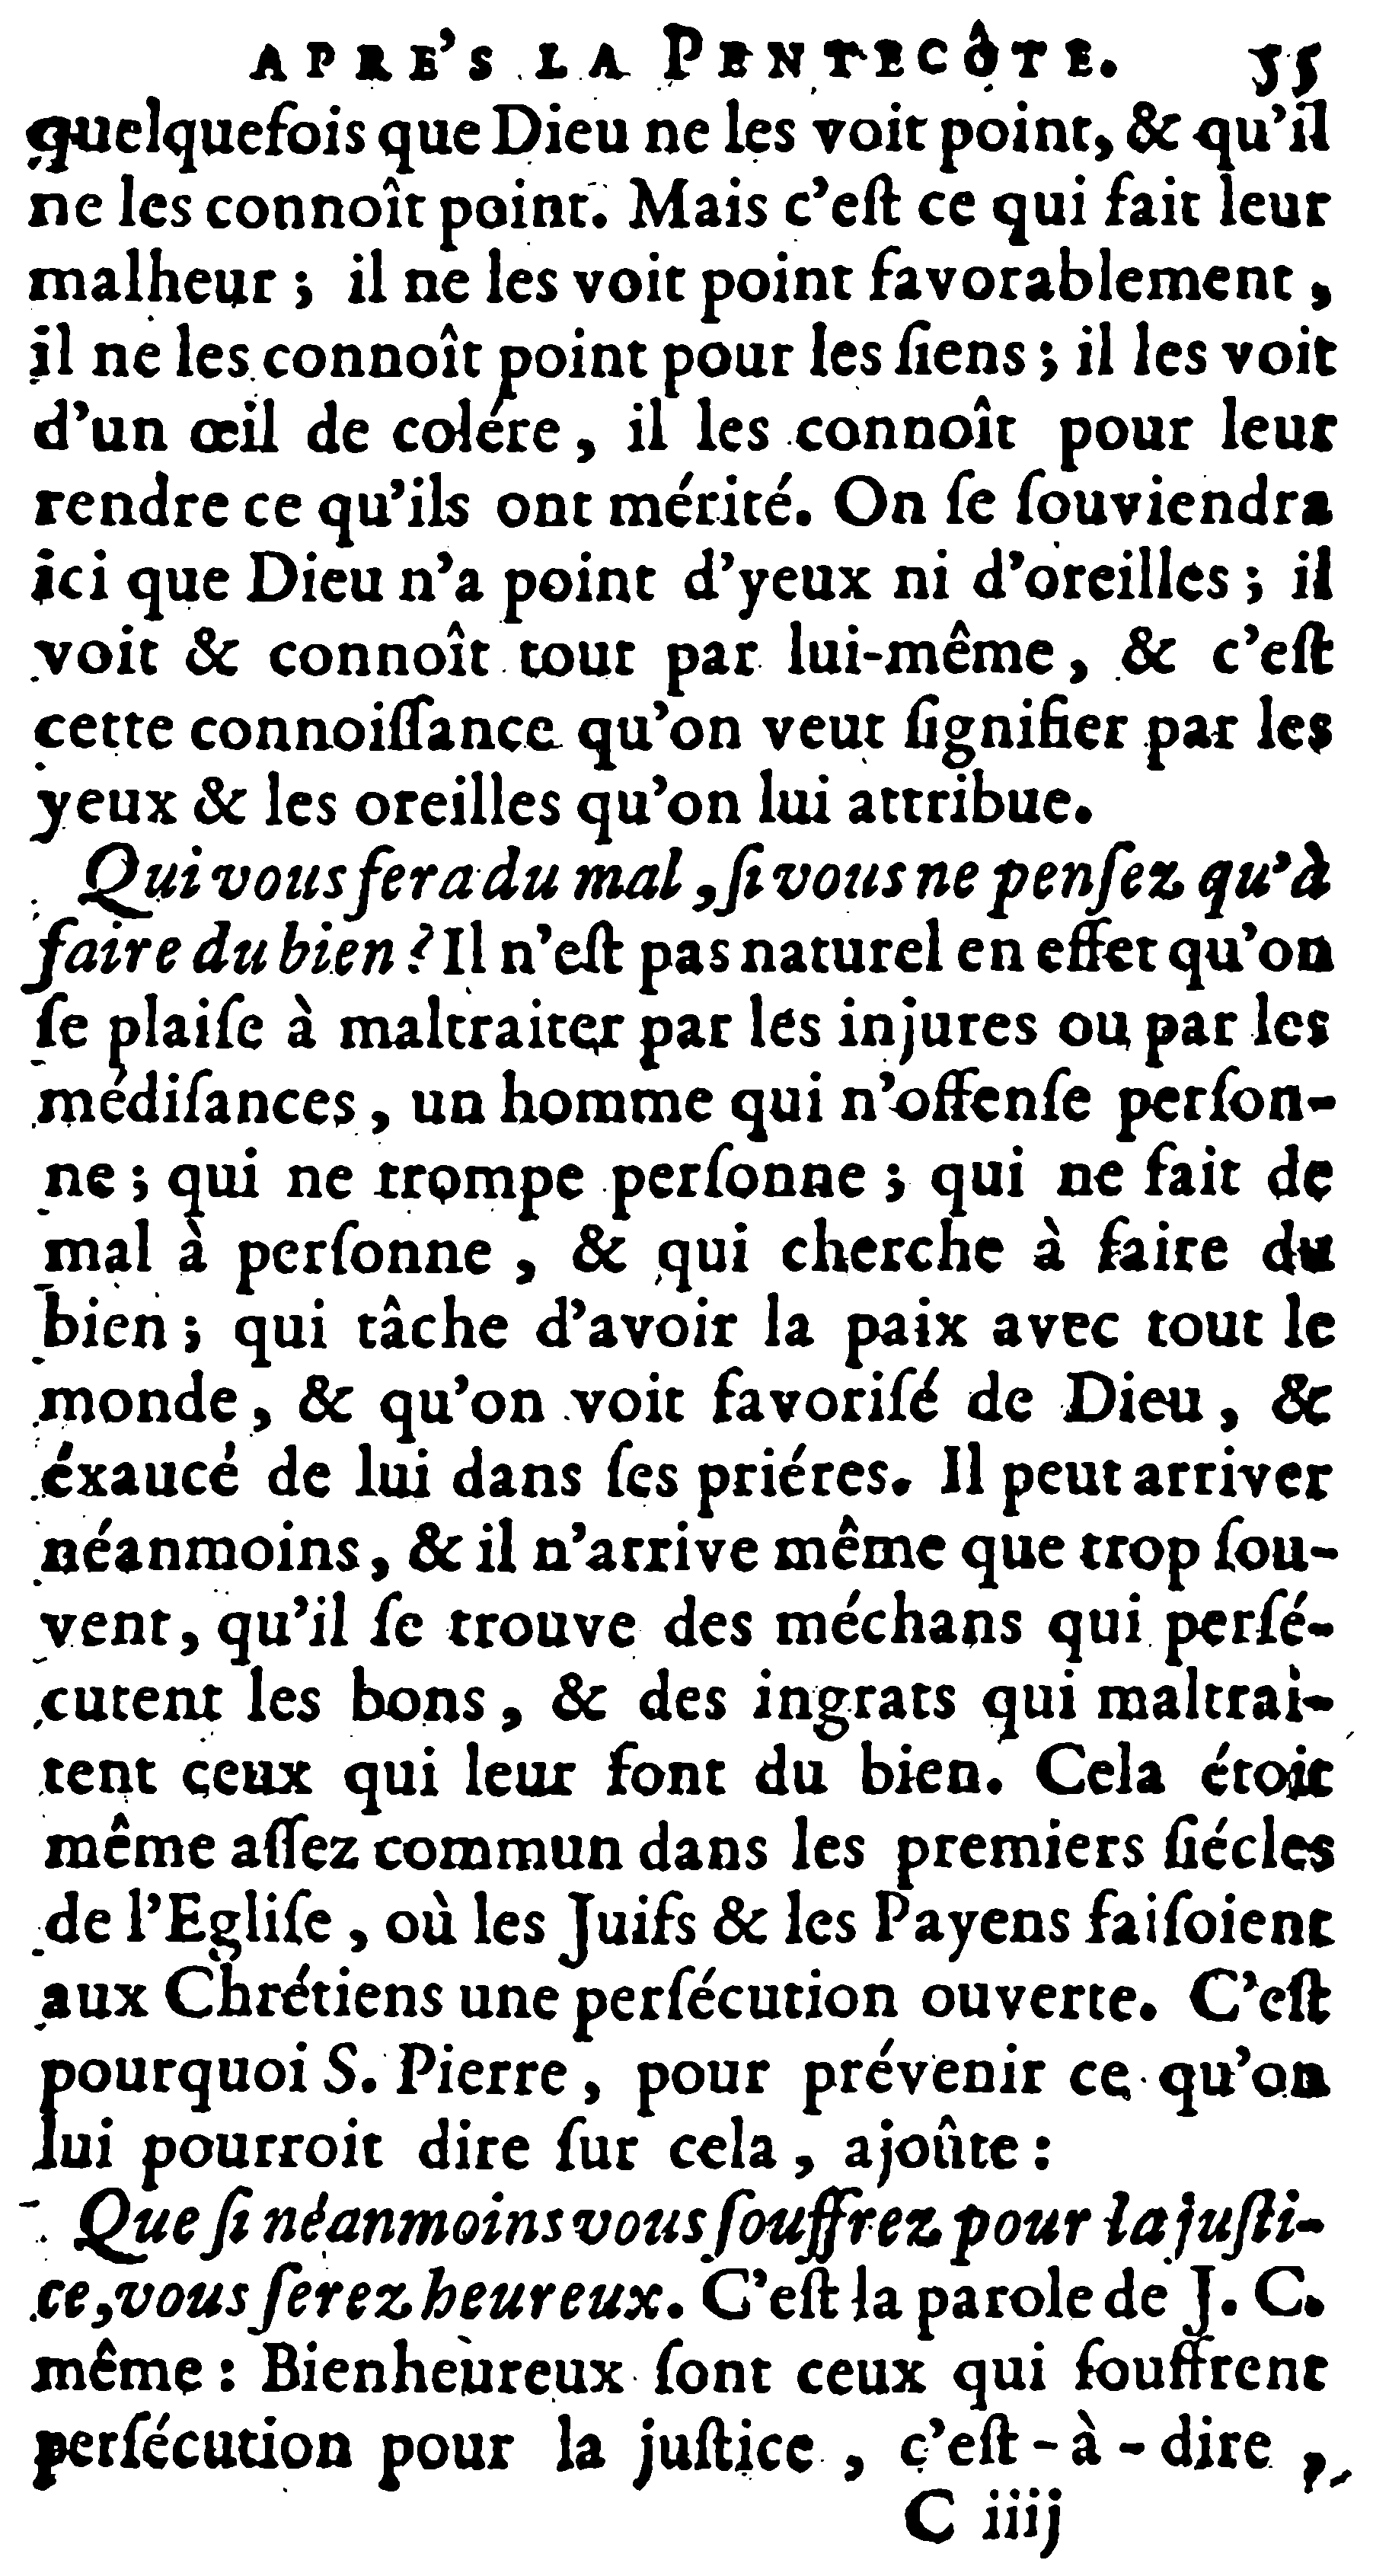 APRE'S LA PENTECÔTE. 55
quelquefois que Dieu ne les voit point, & qu'il
ne les connoît point. Mais c'eſt ce qui fait leur
malheur ; il ne les voit point favorablement ,
il ne les connoît point pour les ſiens ; il les voit
d'un œil de colére , il les connoît pour leur
rendre ce qu'ils ont mérité. On ſe ſouviendra
ici que Dieu n'a point d'yeux ni d'oreilles ; il
voit & connoît tout par lui-même , & c'eſt
cette connoiſſance qu'on veut ſignifier par les
yeux & les oreilles qu'on lui attribue.
Qui vous fera du mal , ſi vous ne penſez qu'à
faire du bien ? Il n'eſt pas naturel en effet qu'on
ſe plaiſe à maltraiter par les injures ou par les
médiſances , un homme qui n'offenſe perſon-
ne ; qui ne trompe perſonne ; qui ne fait de
mal à perſonne , & qui cherche à faire du
bien ; qui tâche d'avoir la paix avec tout le
monde , & qu'on voit favoriſé de Dieu , &
éxaucé de lui dans ſes priéres. Il peut arriver
néanmoins , & il n'arrive même que trop ſou-
vent , qu'il ſe trouve des méchans qui perſé-
cutent les bons , & des ingrats qui maltrai-
tent ceux qui leur font du bien. Cela étoit
même aſſez commun dans les premiers ſiécles
de l'Egliſe , où les Juifs & les Payens faiſoient
aux Chrétiens une perſécution ouverte. C'eſt
pourquoi S. Pierre , pour prévenir ce qu'on
lui pourroit dire ſur cela , ajoûte :
Que ſi néanmoins vous ſouffrez pour la juſti-
ce, vous ſerez heureux. C'eſt la parole de J. C.
même : Bienheureux ſont ceux qui ſouffrent
perſécution pour la juſtice , c'eſt - à - dire ,
C iiij